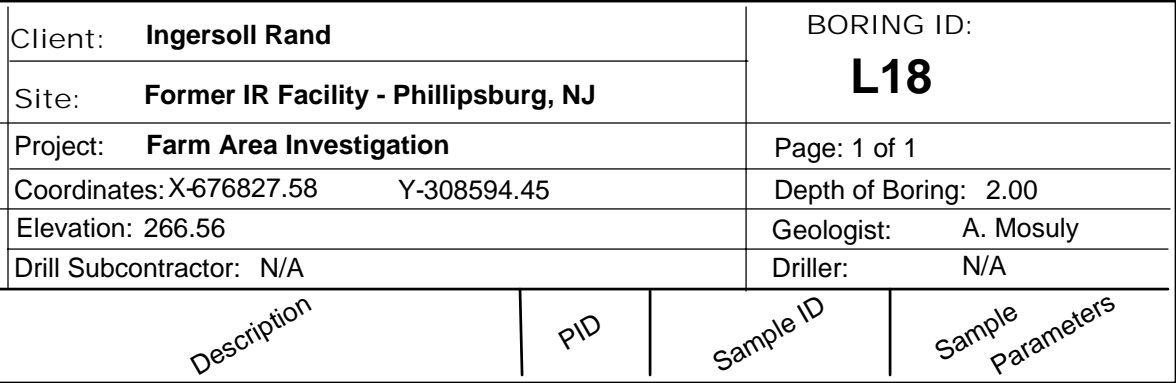 Client: Ingersoll Rand
BORING ID:
L18
Site: Former IR Facility - Phillipsburg, NJ
Project: Farm Area Investigation
Page: 1 of 1
Coordinates: X-676827.58 Y-308594.45
Depth of Boring: 2.00
Elevation: 266.56
Geologist: A. Mosuly
Drill Subcontractor: N/A
Driller: N/A
Description
PID
Sample ID
Sample
Parameters